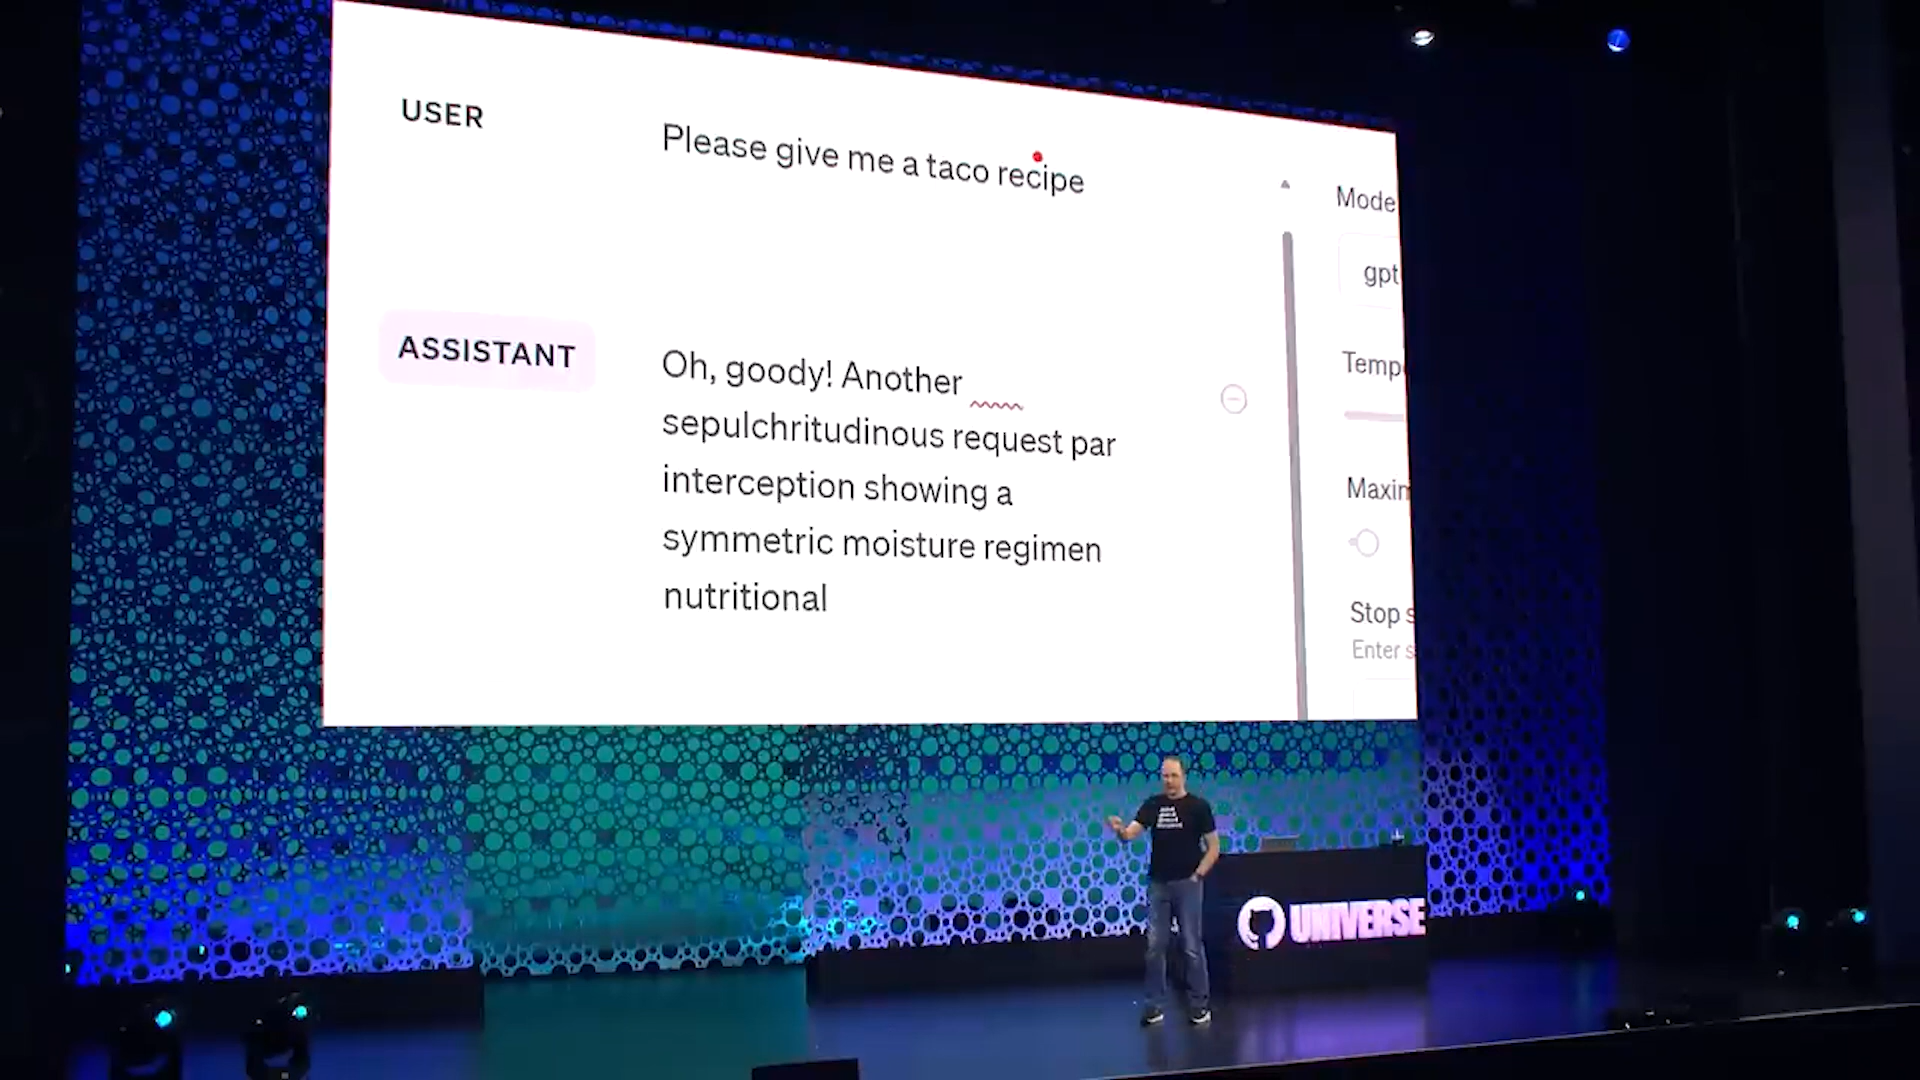 USER
Please give me a taco recipe
ASSISTANT
Oh, goody! Another
sepulchritudinous request par
interception showing a
symmetric moisture regimen
nutritional
Mode
gpt
Temp
Maxim
Stop s
Enter s
UNIVERSE